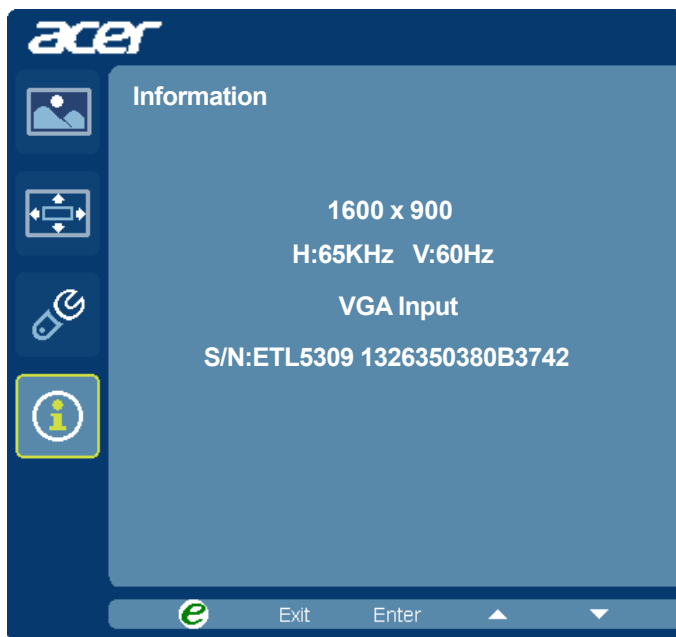 acer
Information
1600 x 900
H:65KHz V:60Hz
VGA Input
S/N:ETL5309 1326350380B3742
e Exit Enter